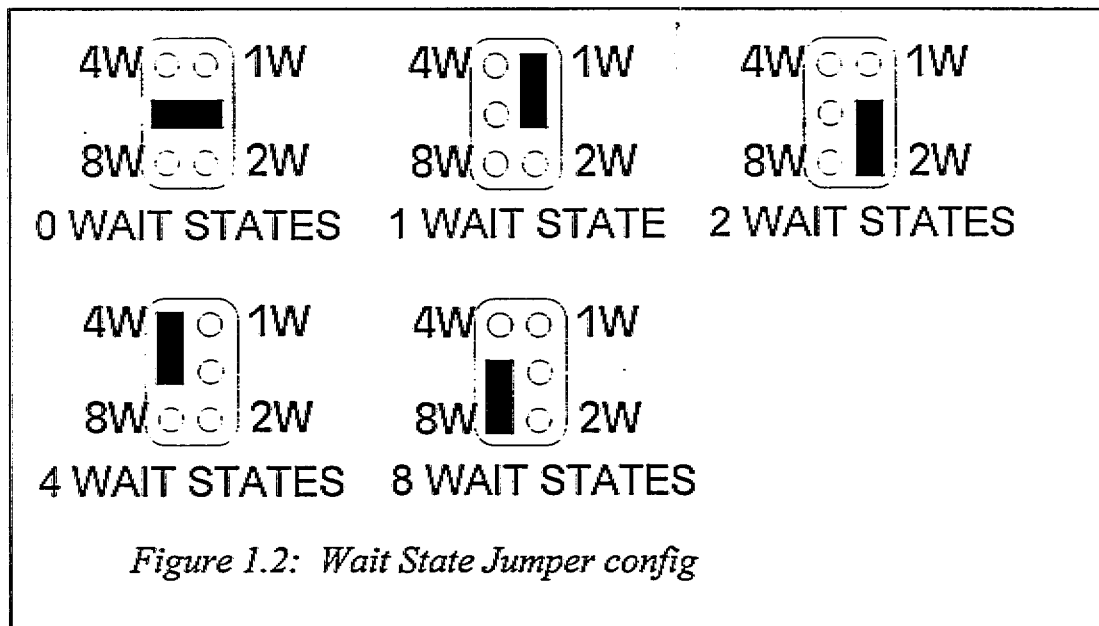 4W 1W 4W 1W 4W 1W
8W 2W 8W 2W 8W 2W
0 WAIT STATES 1 WAIT STATE 2 WAIT STATES
4W 1W 4W 1W
8W 2W 8W 2W
4 WAIT STATES 8 WAIT STATES
Figure 1.2: Wait State Jumper config